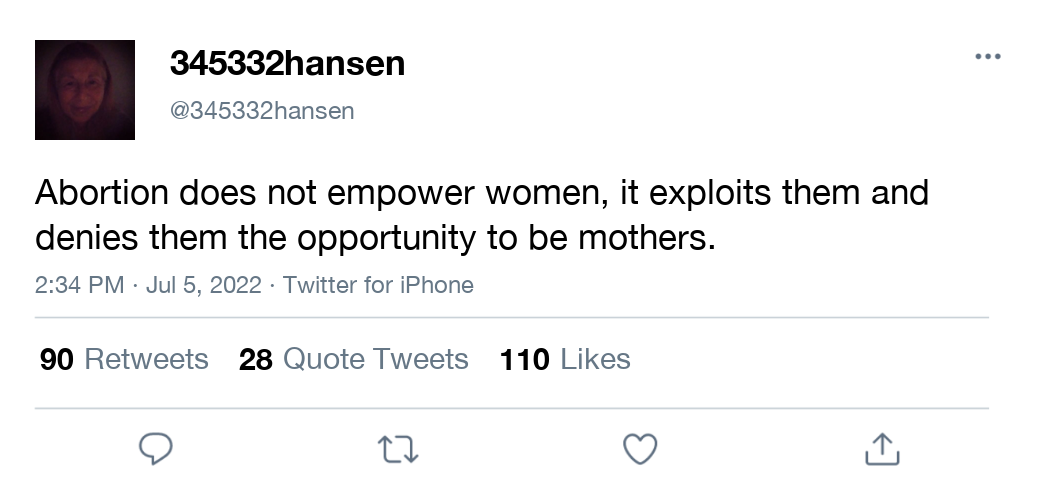 345332hansen
@345332hansen
Abortion does not empower women, it exploits them and
denies them the opportunity to be mothers.
2:34 PM · Jul 5, 2022 · Twitter for iPhone
90 Retweets 28 Quote Tweets 110 Likes